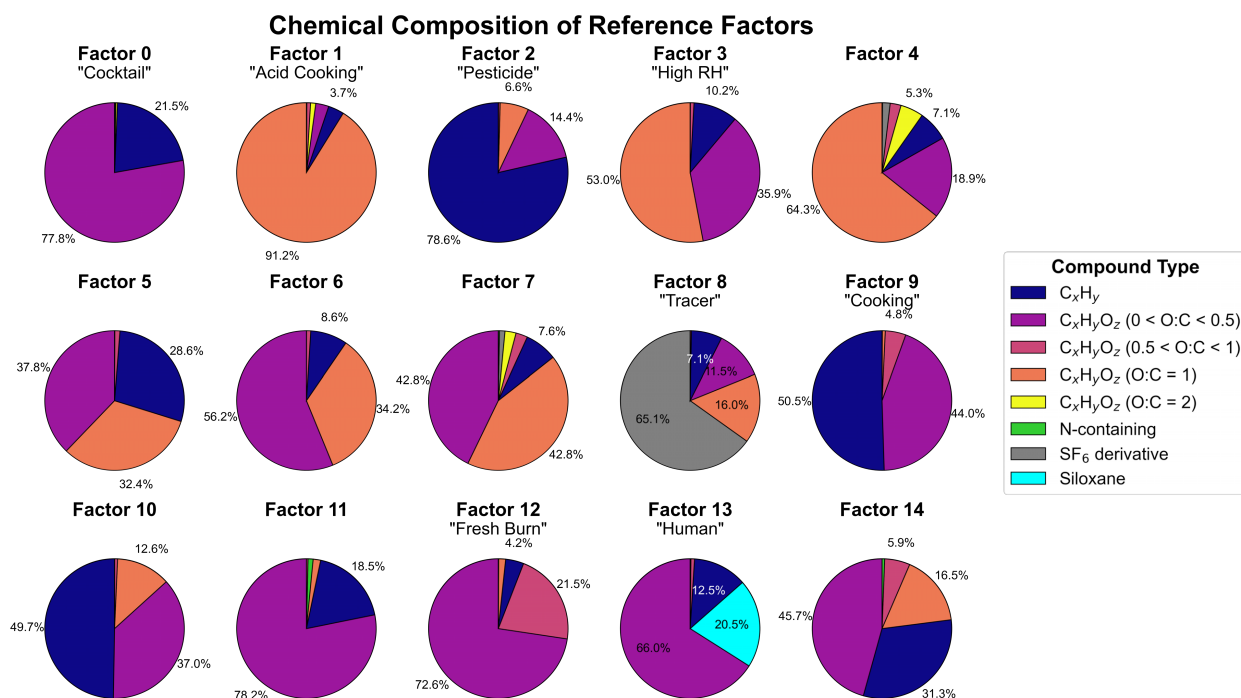 Chemical Composition of Reference Factors
Factor 0
"Cocktail"
21.5%
77.8%
Factor 1
"Acid Cooking"
3.7%
91.2%
Factor 2
"Pesticide"
6.6%
14.4%
78.6%
Factor 3
"High RH"
10.2%
53.0%
35.9%
Factor 4
5.3%
7.1%
18.9%
64.3%
Factor 5
28.6%
37.8%
32.4%
Factor 6
8.6%
56.2%
34.2%
Factor 7
7.6%
42.8%
42.8%
Factor 8
"Tracer"
7.1%
11.5%
16.0%
65.1%
Factor 9
"Cooking"
4.8%
50.5%
44.0%
Factor 10
12.6%
49.7%
37.0%
Factor 11
18.5%
78.2%
Factor 12
"Fresh Burn"
4.2%
21.5%
72.6%
Factor 13
"Human"
12.5%
20.5%
66.0%
Factor 14
5.9%
16.5%
45.7%
31.3%
Compound Type
CxHy
CxHyOz (0 < O:C < 0.5)
CxHyOz (0.5 < O:C < 1)
CxHyOz (O:C = 1)
CxHyOz (O:C = 2)
N-containing
SF6 derivative
Siloxane